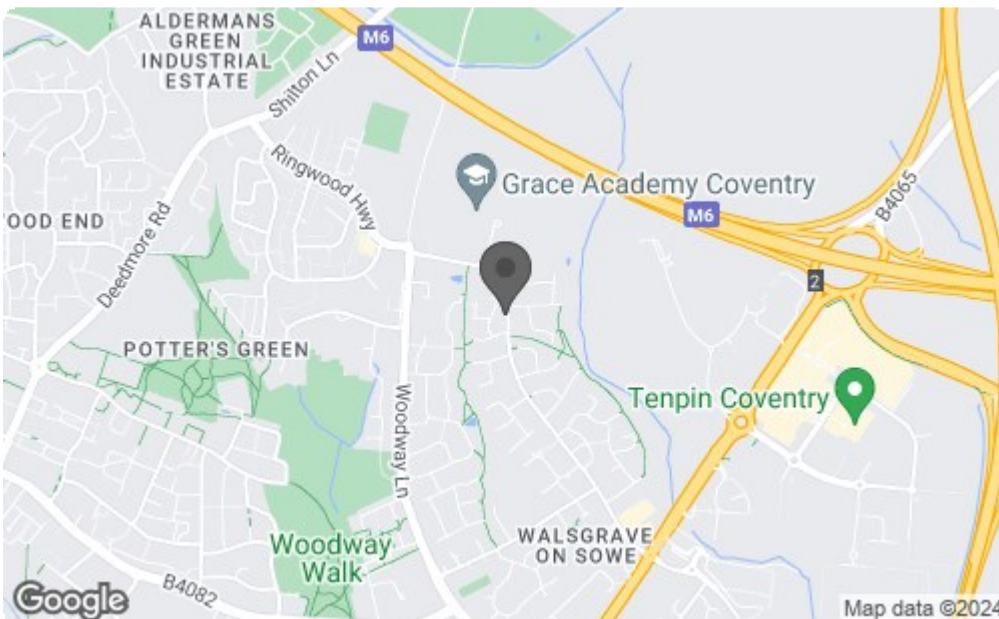 ALDERMANS
GREEN
INDUSTRIAL
ESTATE
M6
Shilton Ln
Ringwood Hwy
Grace Academy Coventry
M6
B4065
OOD END
Deedmore Rd
2
POTTER'S GREEN
Tenpin Coventry
Woodway Ln
WALSGRAVE
ON SOWE
Woodway
Walk
B4082
Google
Map data ©2024